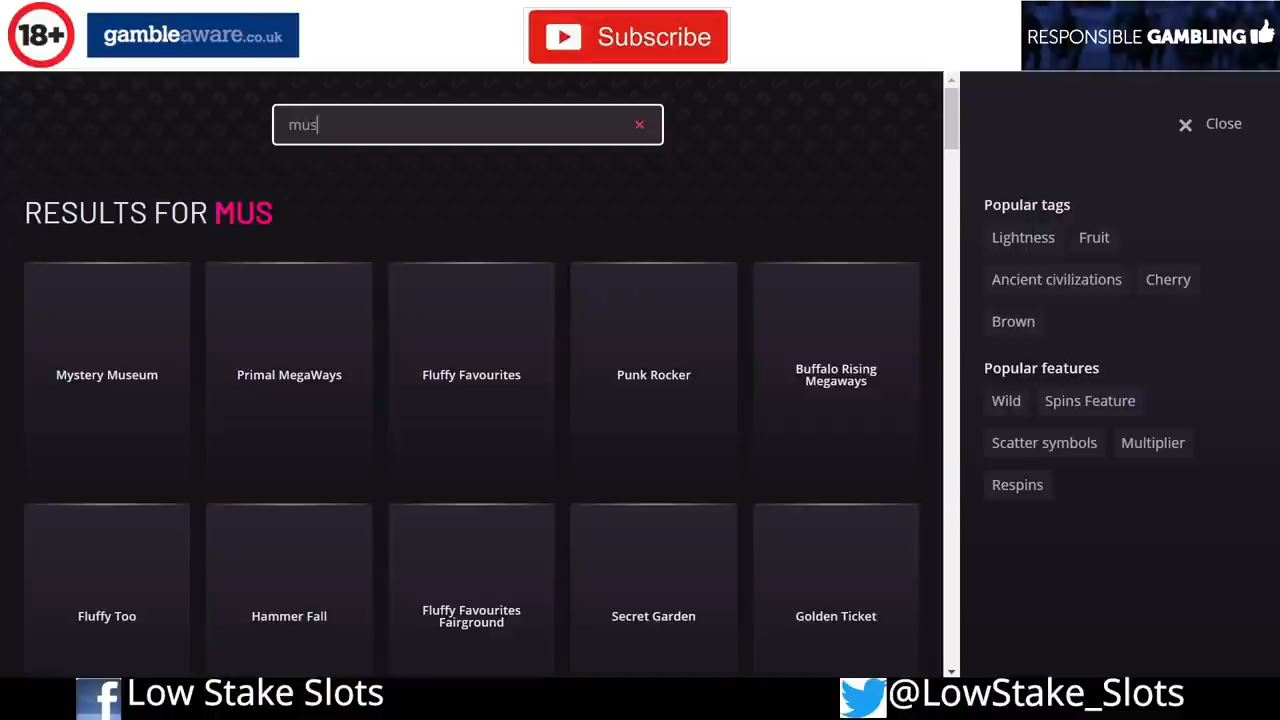 18+
gambleaware.co.uk
Subscribe
RESPONSIBLE GAMBLING
mus
Close
RESULTS FOR MUS
Mystery Museum
Primal MegaWays
Fluffy Favourites
Punk Rocker
Buffalo Rising
Megaways
Fluffy Too
Hammer Fall
Fluffy Favourites
Fairground
Secret Garden
Golden Ticket
Popular tags
Lightness Fruit
Ancient civilizations Cherry
Brown
Popular features
Wild Spins Feature
Scatter symbols Multiplier
Respins
Low Stake Slots
@LowStake_Slots